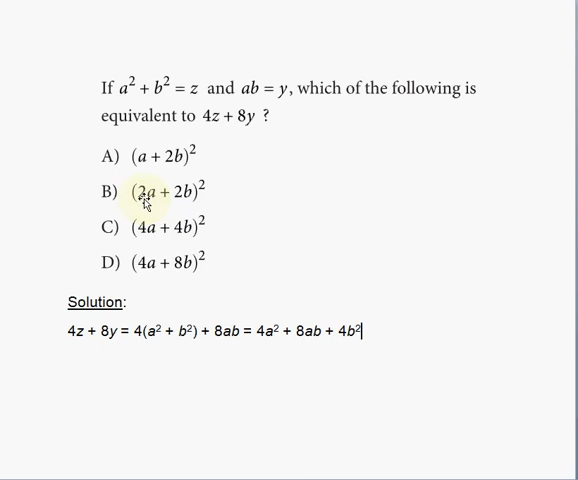 If a² + b² = z and ab = y, which of the following is
equivalent to 4z + 8y ?
A) (a + 2b)²
B) (2a + 2b)²
C) (4a + 4b)²
D) (4a + 8b)²
Solution:
4z + 8y = 4(a² + b²) + 8ab = 4a² + 8ab + 4b²